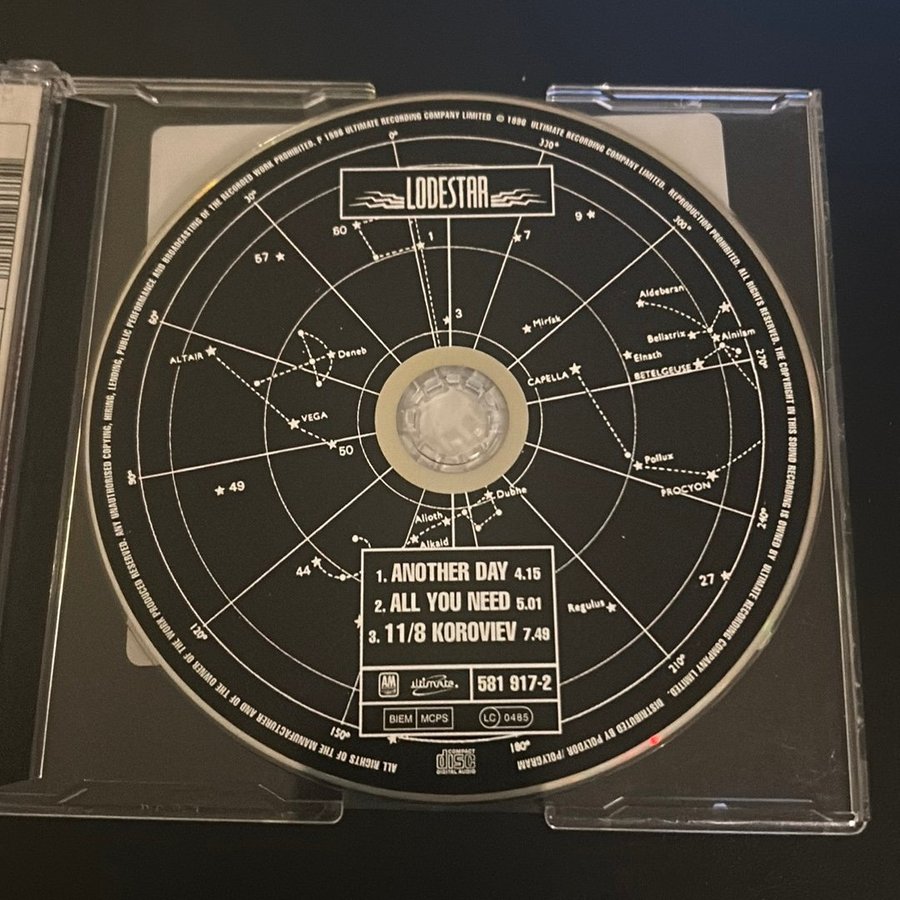 ALL RIGHTS OF THE MANUFACTURER AND OF THE OWNER OF THE WORK PRODUCED RESERVED. ANY UNAUTHORISED COPYING, HIRING, LENDING, PUBLIC PERFORMANCE AND BROADCASTING OF THE RECORDED WORK PROHIBITED. P 1996 ULTIMATE RECORDING COMPANY LIMITED © 1996 ULTIMATE RECORDING COMPANY LIMITED. REPRODUCTION PROHIBITED. ALL RIGHTS RESERVED. THE COPYRIGHT IN THIS SOUND RECORDING IS OWNED BY ULTIMATE RECORDING COMPANY LIMITED. DISTRIBUTED BY POLYDOR/POLYGRAM
0°
330°
30°
LODESTAR
300°
9
60
1
7
57
3
Aldebaran
60°
Mirfak
Bellatrix
Alnilam
ALTAIR
Deneb
Elnath
270°
CAPELLA
BETELGEUSE
VEGA
50
Pollux
90°
49
PROCYON
Dubhe
Alioth
240°
Alkaid
44
27
1. ANOTHER DAY 4.15
2. ALL YOU NEED 5.01
3. 11/8 KOROVIEV 7.49
Regulus
120°
210°
AM ultimate. 581 917-2
BIEM MCPS LC 0485
150°
180°
COMPACT
disc
DIGITAL AUDIO